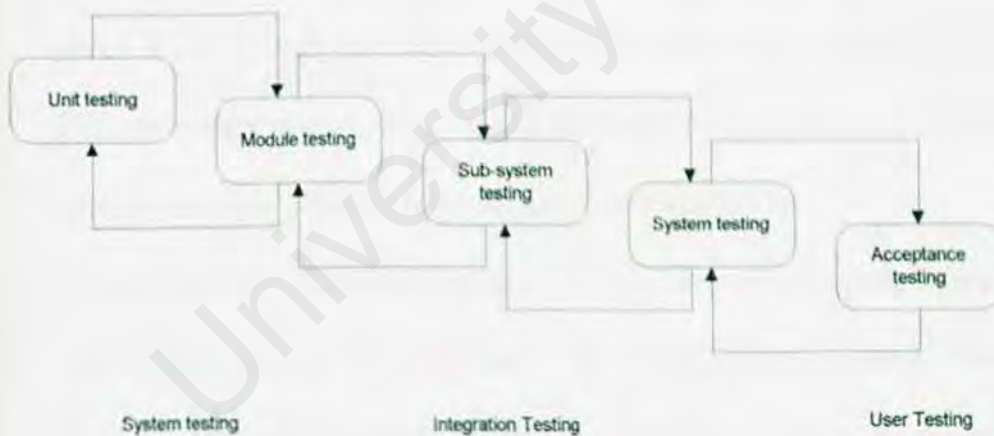 Unit testing
Module testing
Sub-system
testing
System testing
Acceptance
testing
System testing
Integration Testing
User Testing
University